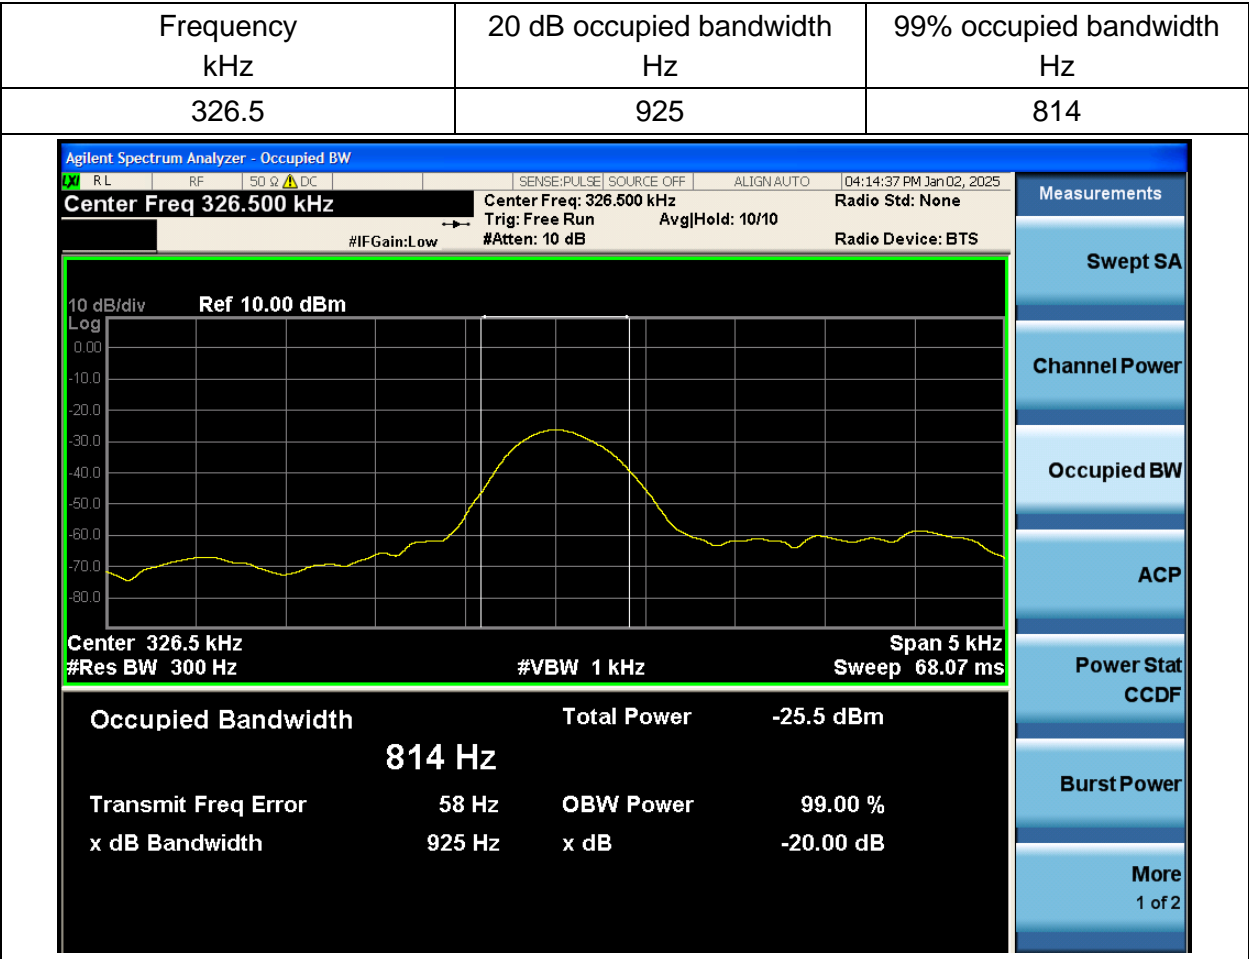 Frequency
kHz
20 dB occupied bandwidth
Hz
99% occupied bandwidth
Hz
326.5
925
814
Agilent Spectrum Analyzer - Occupied BW
LXI RL RF 50 Ω DC SENSE:PULSE SOURCE OFF ALIGN AUTO 04:14:37 PM Jan 02, 2025
Center Freq 326.500 kHz
#IFGain:Low
Center Freq: 326.500 kHz
Trig: Free Run Avg|Hold: 10/10
#Atten: 10 dB
Radio Std: None
Radio Device: BTS
10 dB/div Ref 10.00 dBm
Log
0.00
-10.0
-20.0
-30.0
-40.0
-50.0
-60.0
-70.0
-80.0
Center 326.5 kHz Span 5 kHz
#Res BW 300 Hz #VBW 1 kHz Sweep 68.07 ms
Occupied Bandwidth Total Power -25.5 dBm
814 Hz
Transmit Freq Error 58 Hz OBW Power 99.00 %
x dB Bandwidth 925 Hz x dB -20.00 dB
Measurements
Swept SA
Channel Power
Occupied BW
ACP
Power Stat
CCDF
Burst Power
More
1 of 2